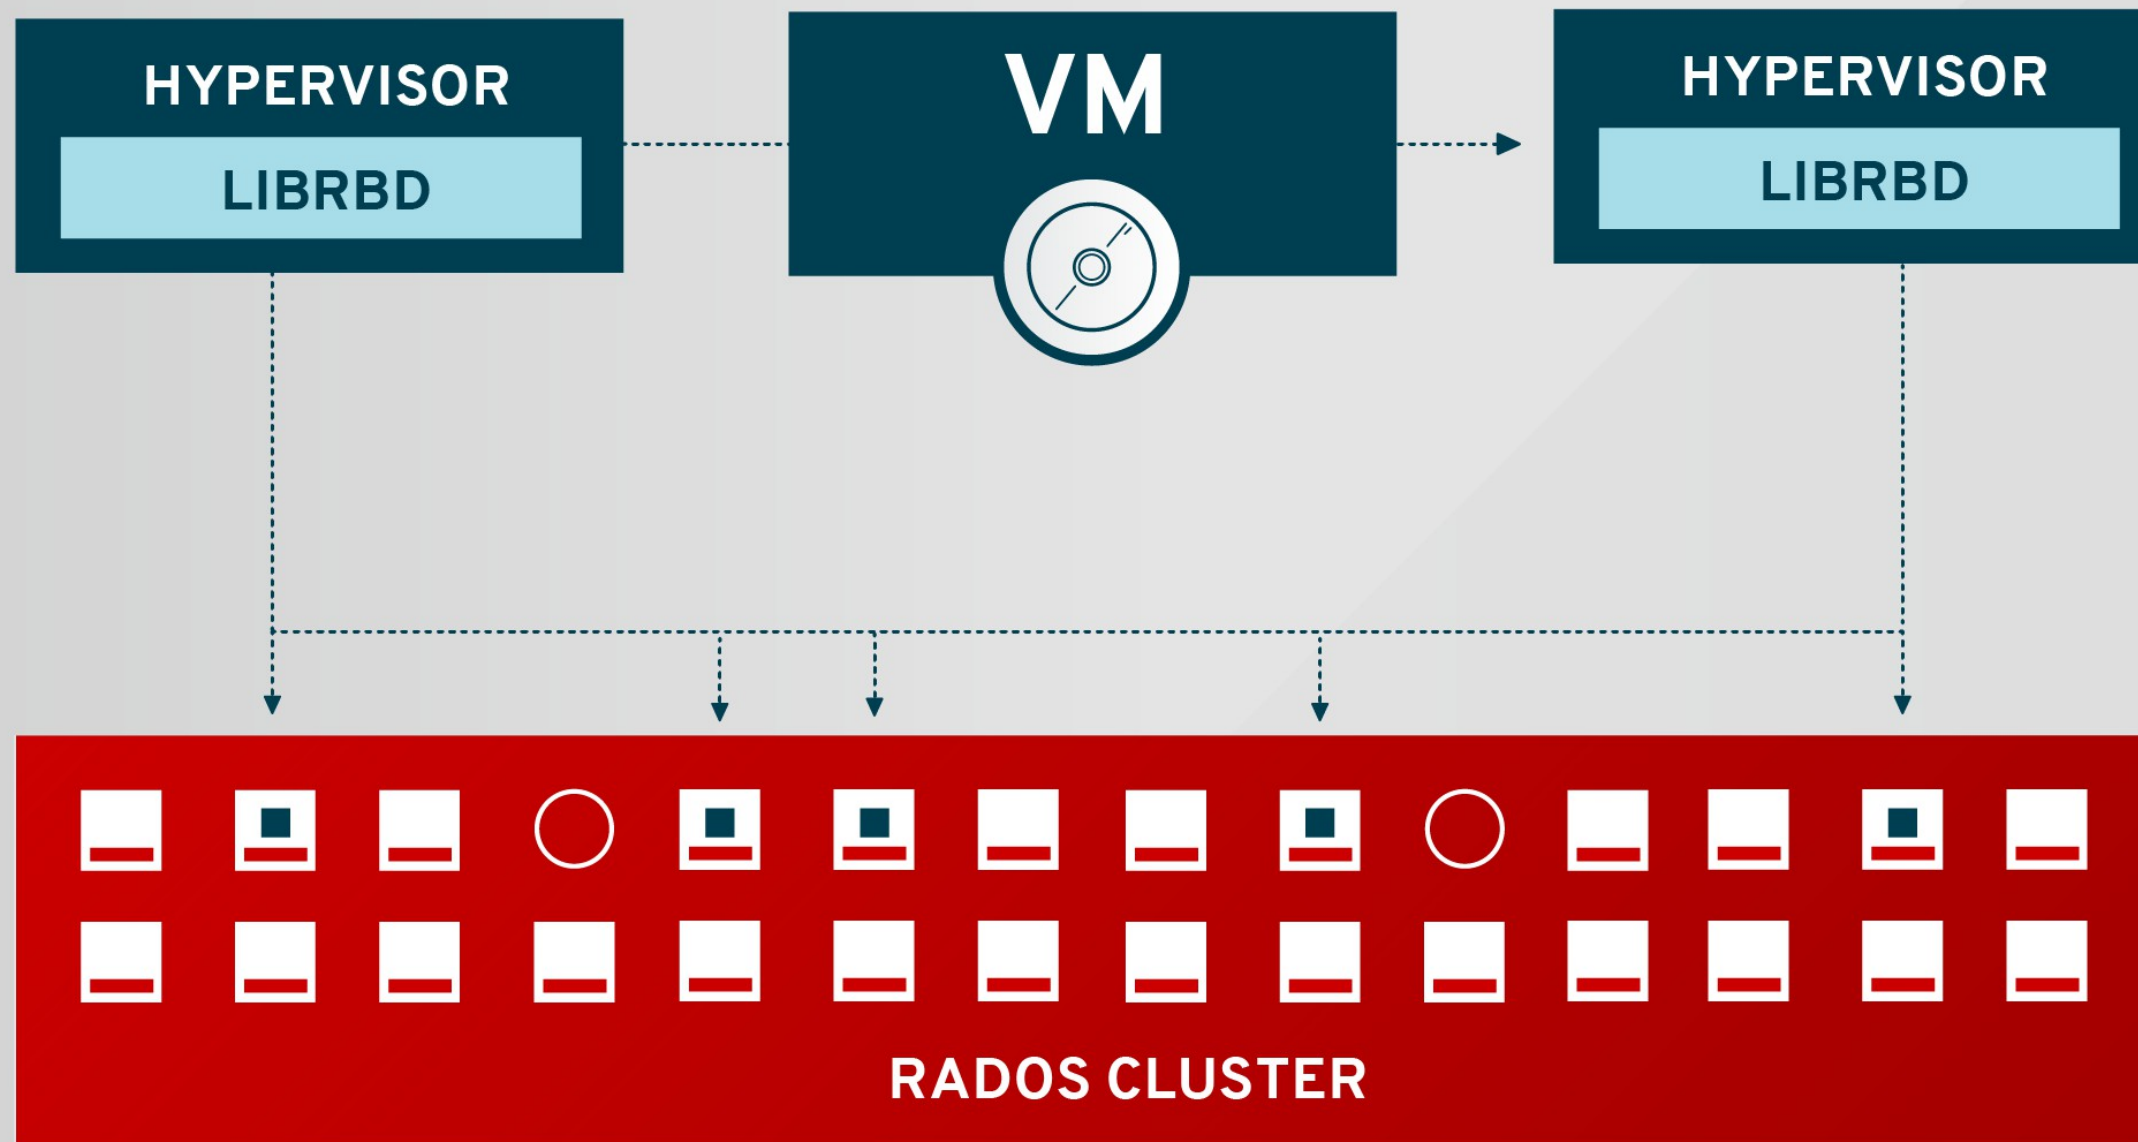 HYPERVISOR
LIBRBD
VM
HYPERVISOR
LIBRBD
RADOS CLUSTER